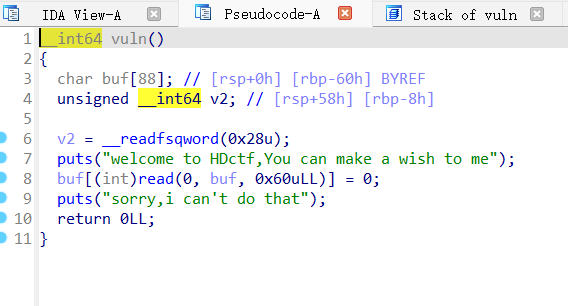 IDA View-A Pseudocode-A Stack of vuln
1 __int64 vuln()
2 {
3 char buf[88]; // [rsp+0h] [rbp-60h] BYREF
4 unsigned __int64 v2; // [rsp+58h] [rbp-8h]
5
6 v2 = __readfsqword(0x28u);
7 puts("welcome to HDctf,You can make a wish to me");
8 buf[(int)read(0, buf, 0x60uLL)] = 0;
9 puts("sorry,i can't do that");
10 return 0LL;
11 }